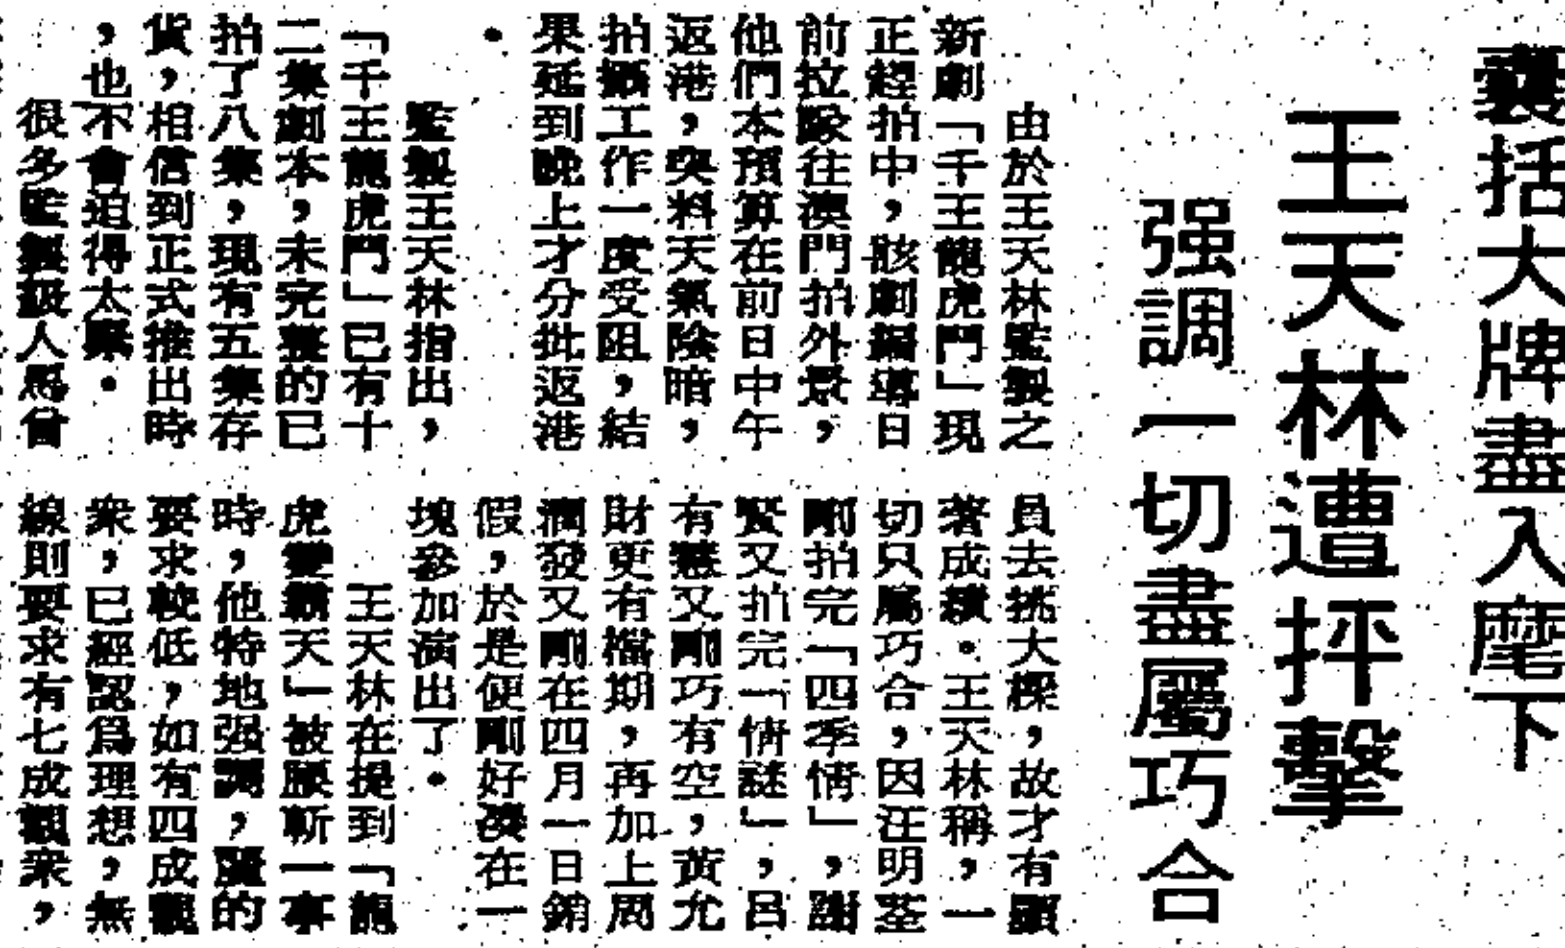 囊括大牌盡入麾下
王天林遭抨擊
强調一切盡屬巧合
由於王天林監製之
新劇「千王龍虎門」現
正趕拍中，該劇編導日
前拉隊往澳門拍外景，
他們本預算在前日中午
返港，突料天氣陰暗，
拍攝工作一度受阻，結
果延到晚上才分批返港
。
監製王天林指出，
「千王龍虎門」已有十
二集劇本，未完整的已
拍了八集，現有五集存
貨，相信到正式推出時
，也不會迫得太緊。
很多監製級人馬曾
員去挑大樑，故才有顯
著成績。王天林稱，一
切只屬巧合，因汪明荃
剛拍完「四季情」，謝
賢又拍完「情謎」，呂
有慧又剛巧有空，黃允
財更有檔期，再加上周
潤發又剛在四月一日銷
假，於是便剛好湊在一
塊參加演出了。
王天林在提到「龍
虎雙霸天」被腰斬一事
時，他特地强調，的
要求較低，如有四成觀
衆，已經認爲理想，無
線則要求有七成觀衆，